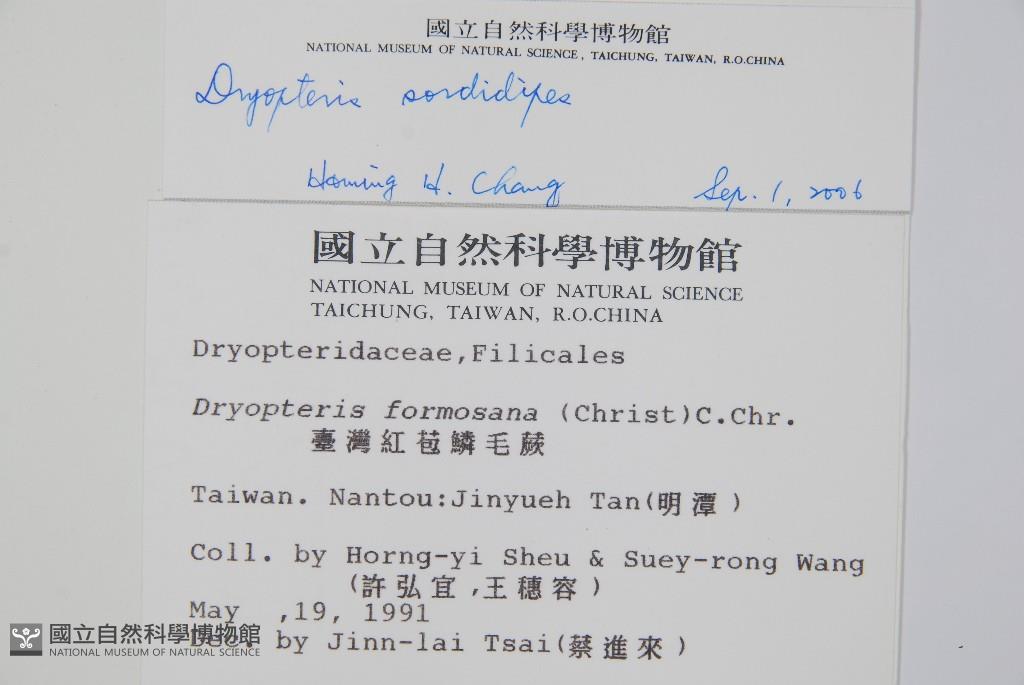 國立自然科學博物館
NATIONAL MUSEUM OF NATURAL SCIENCE, TAICHUNG, TAIWAN, R.O.CHINA
Dryopteris sordidipes
Homing H. Chang Sep. 1, 2006
國立自然科學博物館
NATIONAL MUSEUM OF NATURAL SCIENCE
TAICHUNG, TAIWAN, R.O.CHINA
Dryopteridaceae,Filicales
Dryopteris formosana (Christ)C.Chr.
臺灣紅苞鱗毛蕨
Taiwan. Nantou:Jinyueh Tan(明潭)
Coll. by Horng-yi Sheu & Suey-rong Wang
(許弘宜,王穗容)
May ,19, 1991
by Jinn-lai Tsai(蔡進來)
國立自然科學博物館
NATIONAL MUSEUM OF NATURAL SCIENCE